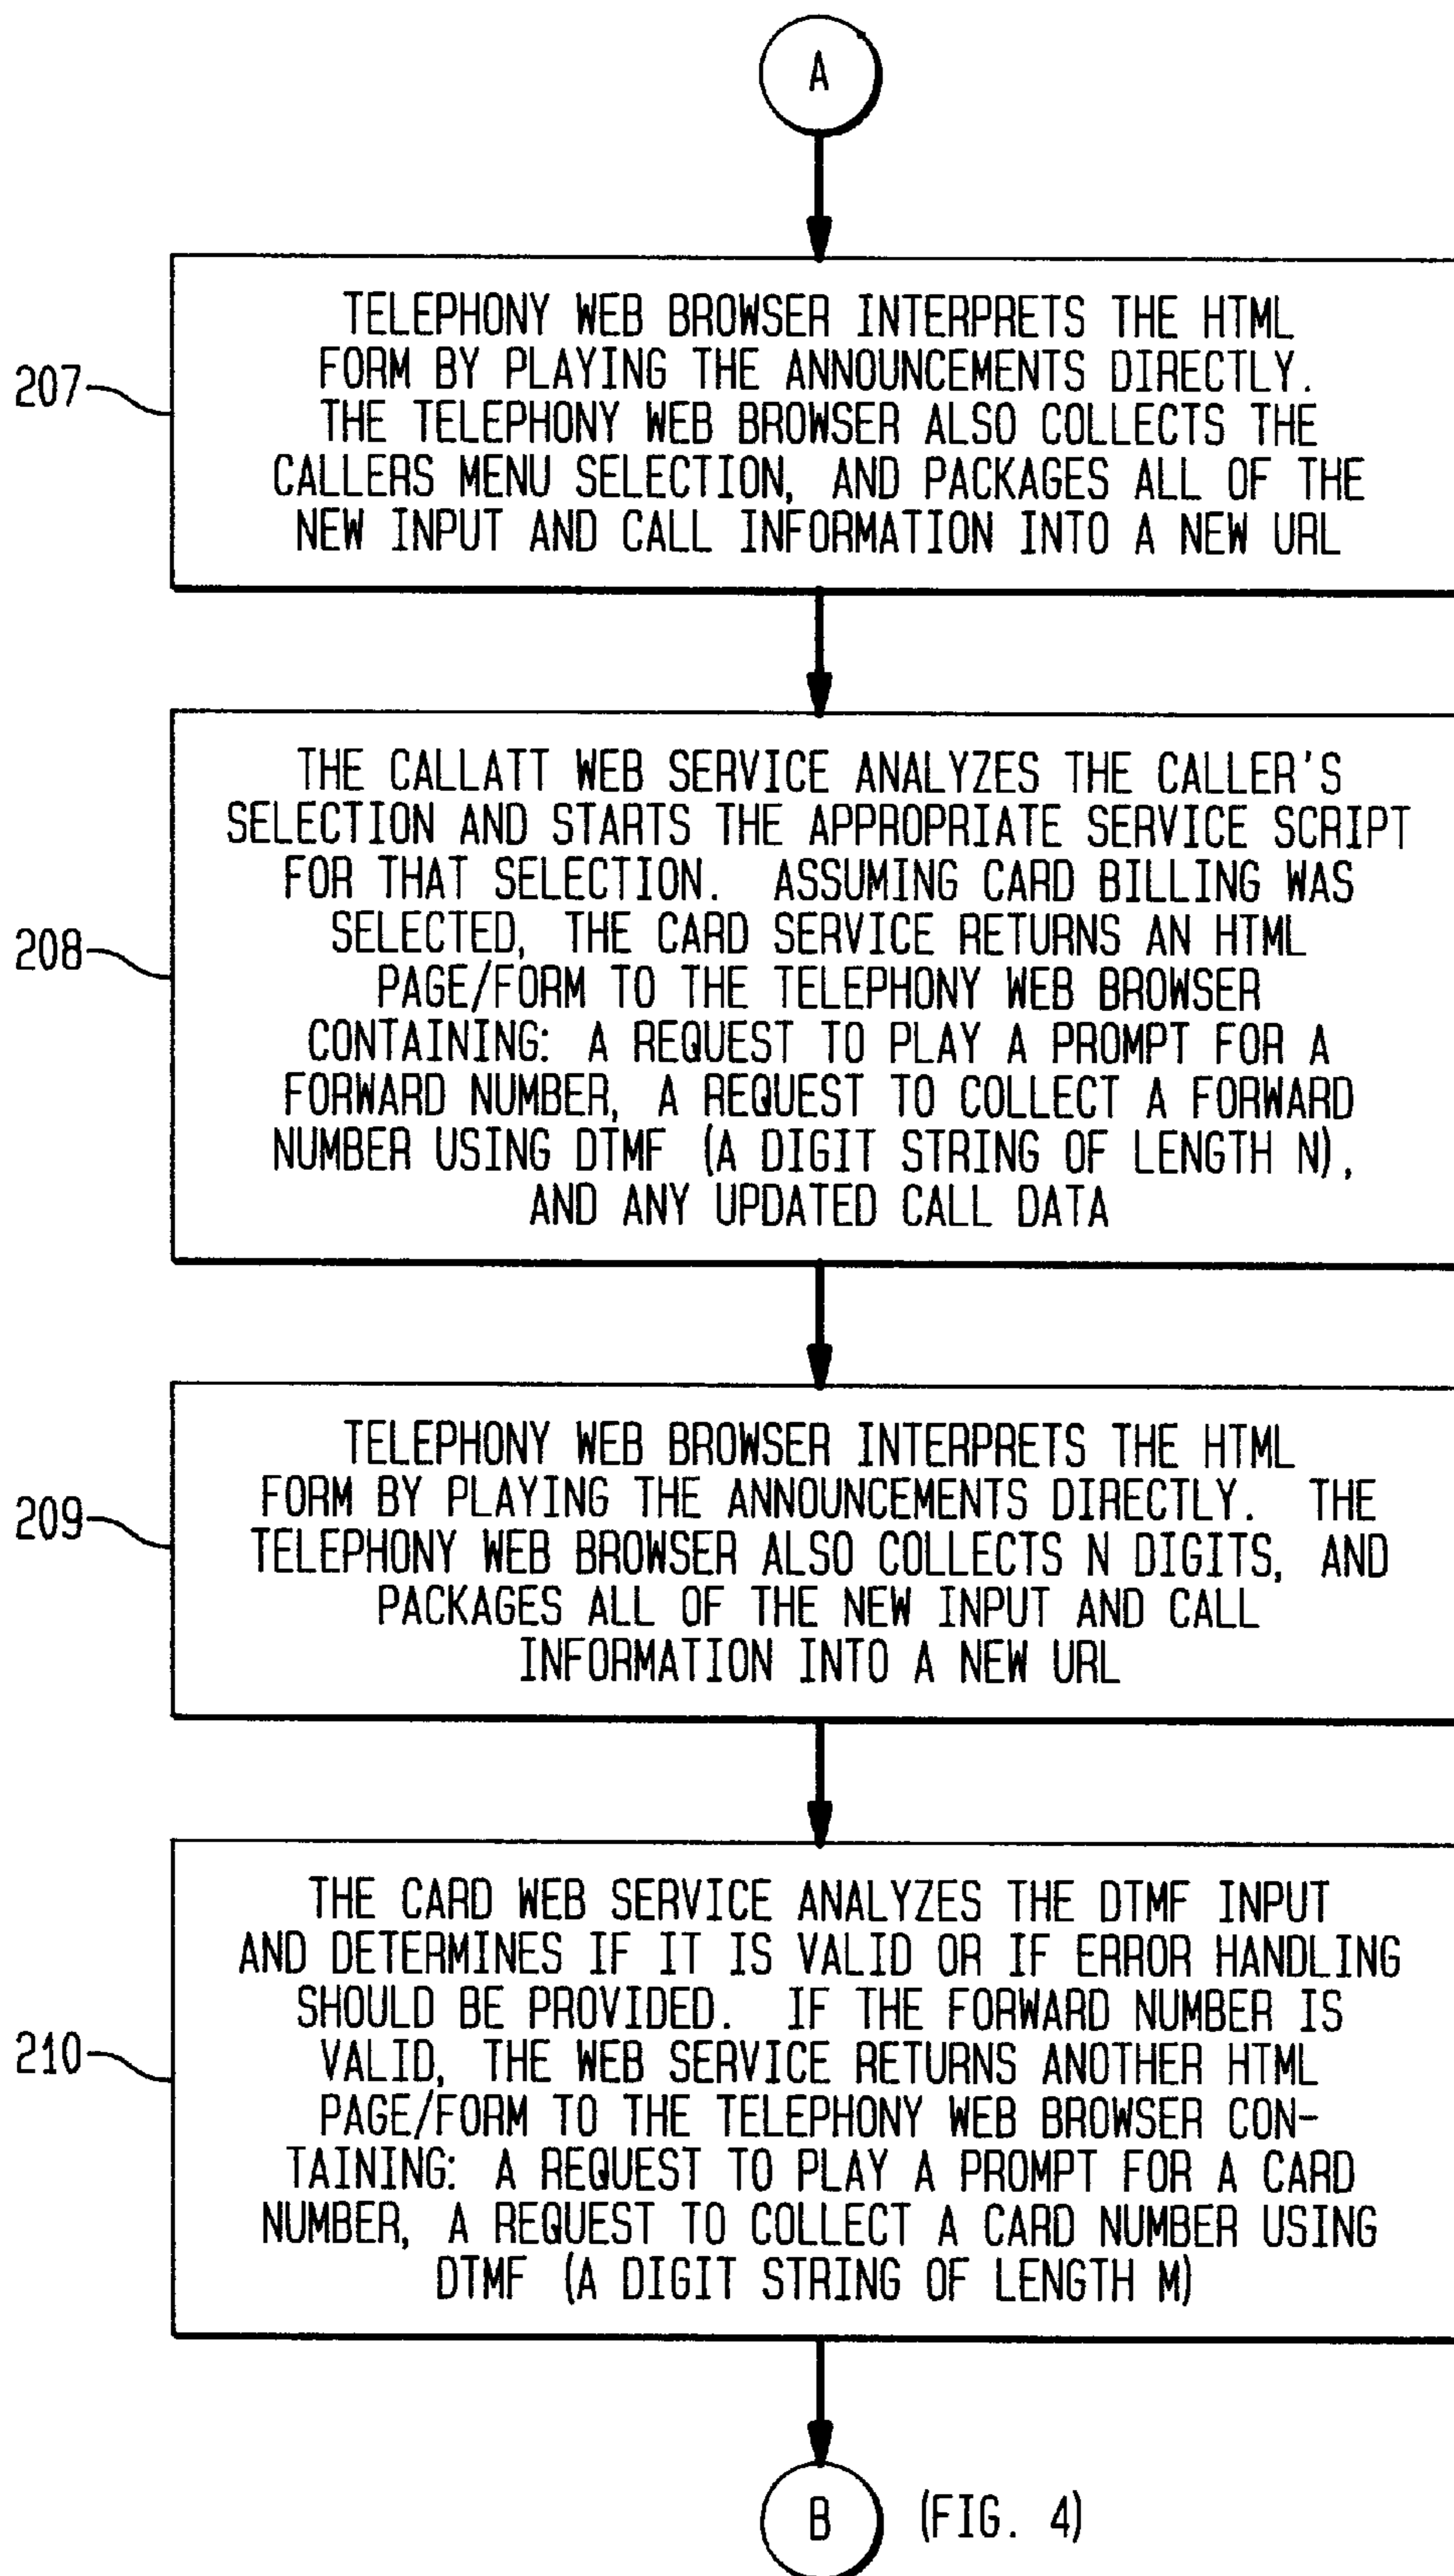 A
207
TELEPHONY WEB BROWSER INTERPRETS THE HTML
FORM BY PLAYING THE ANNOUNCEMENTS DIRECTLY.
THE TELEPHONY WEB BROWSER ALSO COLLECTS THE
CALLERS MENU SELECTION, AND PACKAGES ALL OF THE
NEW INPUT AND CALL INFORMATION INTO A NEW URL
208
THE CALLATT WEB SERVICE ANALYZES THE CALLER'S
SELECTION AND STARTS THE APPROPRIATE SERVICE SCRIPT
FOR THAT SELECTION. ASSUMING CARD BILLING WAS
SELECTED, THE CARD SERVICE RETURNS AN HTML
PAGE/FORM TO THE TELEPHONY WEB BROWSER
CONTAINING: A REQUEST TO PLAY A PROMPT FOR A
FORWARD NUMBER, A REQUEST TO COLLECT A FORWARD
NUMBER USING DTMF (A DIGIT STRING OF LENGTH N),
AND ANY UPDATED CALL DATA
209
TELEPHONY WEB BROWSER INTERPRETS THE HTML
FORM BY PLAYING THE ANNOUNCEMENTS DIRECTLY. THE
TELEPHONY WEB BROWSER ALSO COLLECTS N DIGITS, AND
PACKAGES ALL OF THE NEW INPUT AND CALL
INFORMATION INTO A NEW URL
210
THE CARD WEB SERVICE ANALYZES THE DTMF INPUT
AND DETERMINES IF IT IS VALID OR IF ERROR HANDLING
SHOULD BE PROVIDED. IF THE FORWARD NUMBER IS
VALID, THE WEB SERVICE RETURNS ANOTHER HTML
PAGE/FORM TO THE TELEPHONY WEB BROWSER CON-
TAINING: A REQUEST TO PLAY A PROMPT FOR A CARD
NUMBER, A REQUEST TO COLLECT A CARD NUMBER USING
DTMF (A DIGIT STRING OF LENGTH M)
B (FIG. 4)